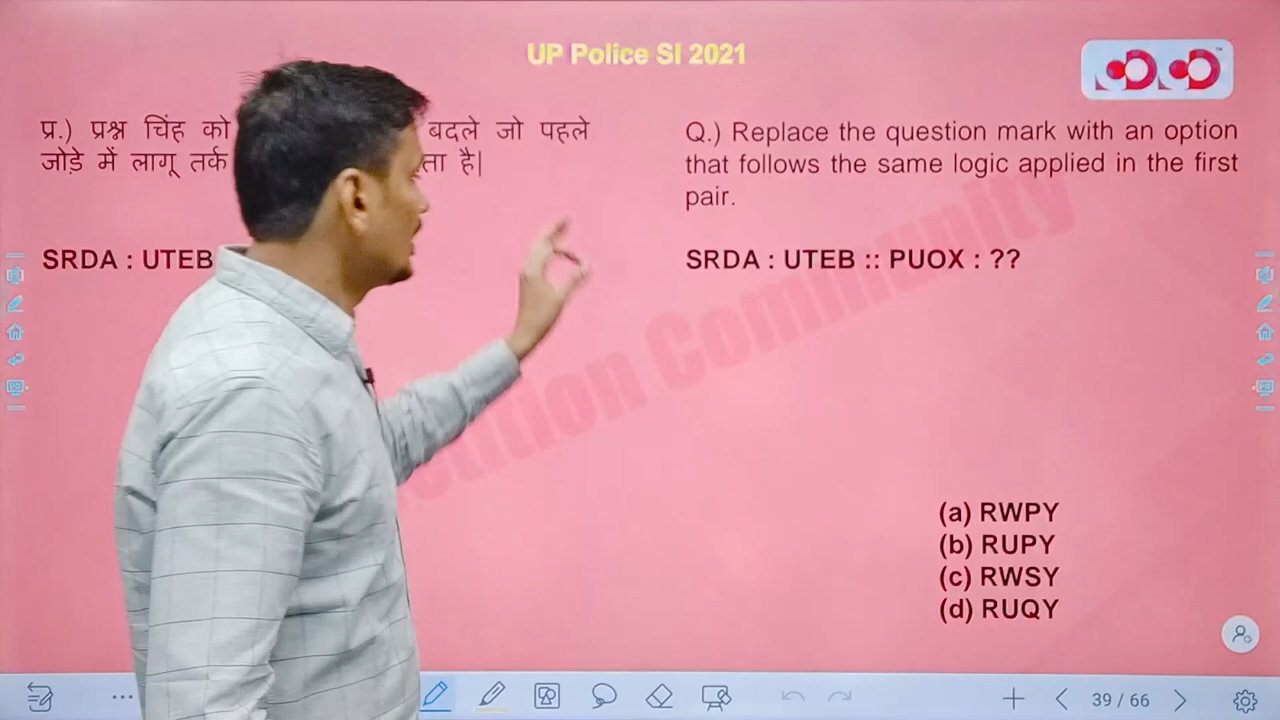 UP Police SI 2021
प्र.) प्रश्न चिंह को बदले जो पहले
जोड़े में लागू तर्क ता है|
SRDA : UTEB
Q.) Replace the question mark with an option
that follows the same logic applied in the first
pair.
SRDA : UTEB :: PUOX : ??
(a) RWPY
(b) RUPY
(c) RWSY
(d) RUQY
39 / 66